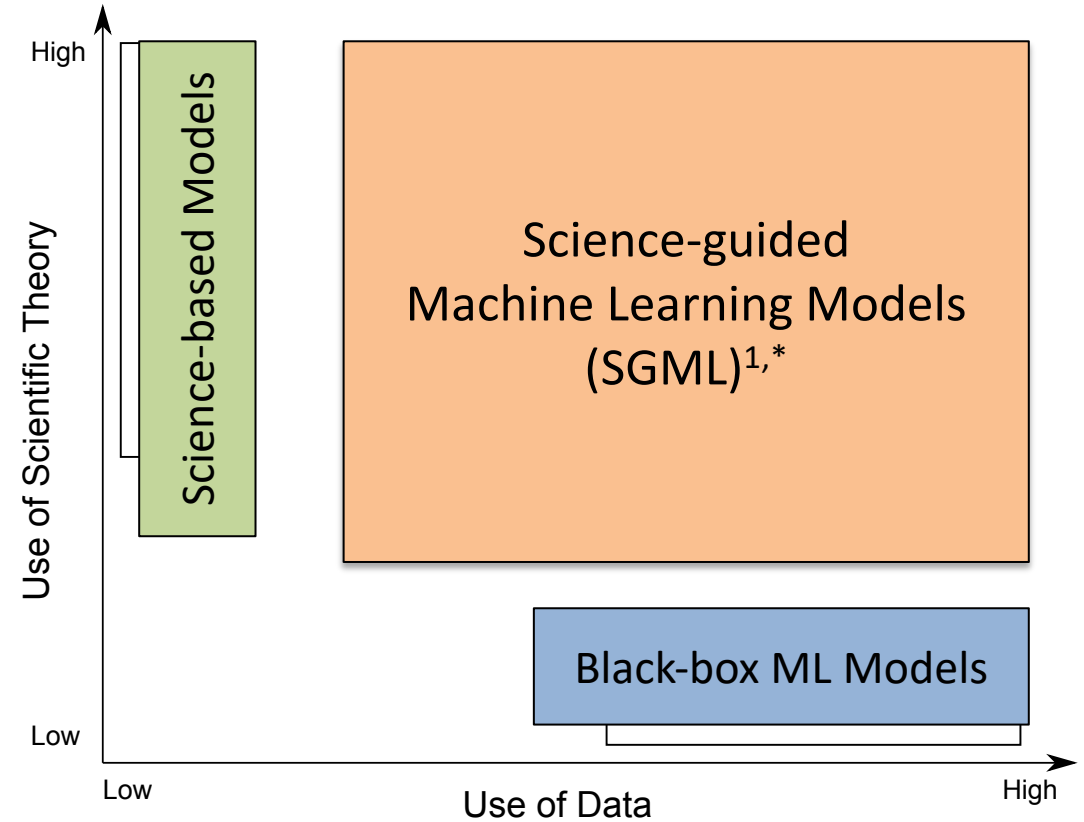 High
Science-based Models
Use of Scientific Theory
Science-guided
Machine Learning Models
(SGML)1,*
Black-box ML Models
Low
Low
Use of Data
High